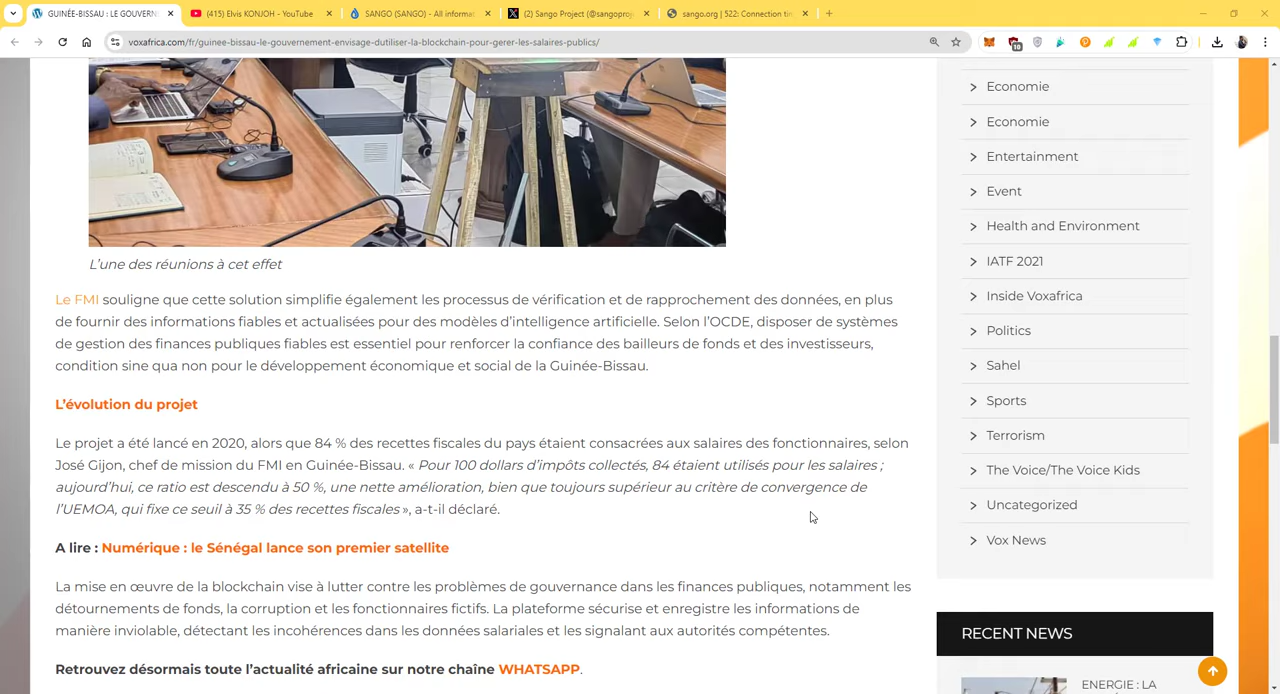 GUINÉE-BISSAU : LE GOUVERN
(415) Elvis KONJOH - YouTube
SANGO (SANGO) - All informat
(2) Sango Project (@sangoproje
sango.org | 522: Connection tim
voxafrica.com/fr/guinee-bissau-le-gouvernement-envisage-dutiliser-la-blockchain-pour-gerer-les-salaires-publics/
L'une des réunions à cet effet
Le FMI souligne que cette solution simplifie également les processus de vérification et de rapprochement des données, en plus
de fournir des informations fiables et actualisées pour des modèles d'intelligence artificielle. Selon l'OCDE, disposer de systèmes
de gestion des finances publiques fiables est essentiel pour renforcer la confiance des bailleurs de fonds et des investisseurs,
condition sine qua non pour le développement économique et social de la Guinée-Bissau.
L'évolution du projet
Le projet a été lancé en 2020, alors que 84 % des recettes fiscales du pays étaient consacrées aux salaires des fonctionnaires, selon
José Gijon, chef de mission du FMI en Guinée-Bissau. « Pour 100 dollars d'impôts collectés, 84 étaient utilisés pour les salaires ;
aujourd'hui, ce ratio est descendu à 50 %, une nette amélioration, bien que toujours supérieur au critère de convergence de
l'UEMOA, qui fixe ce seuil à 35 % des recettes fiscales », a-t-il déclaré.
A lire : Numérique : le Sénégal lance son premier satellite
La mise en œuvre de la blockchain vise à lutter contre les problèmes de gouvernance dans les finances publiques, notamment les
détournements de fonds, la corruption et les fonctionnaires fictifs. La plateforme sécurise et enregistre les informations de
manière inviolable, détectant les incohérences dans les données salariales et les signalant aux autorités compétentes.
Retrouvez désormais toute l'actualité africaine sur notre chaîne WHATSAPP.
Economie
Economie
Entertainment
Event
Health and Environment
IATF 2021
Inside Voxafrica
Politics
Sahel
Sports
Terrorism
The Voice/The Voice Kids
Uncategorized
Vox News
RECENT NEWS
ENERGIE : LA